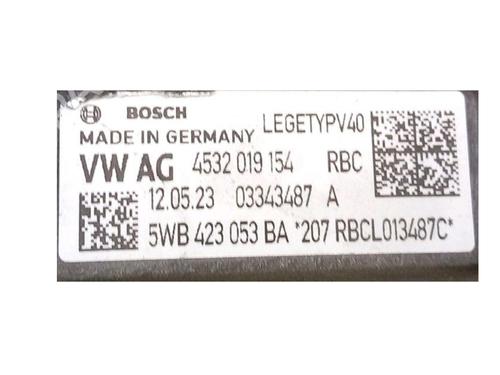 BOSCH LEGETYPV40
MADE IN GERMANY
VW AG 4532 019 154 RBC
12.05.23 03343487 A
5WB 423 053 BA *207 RBCL013487C*